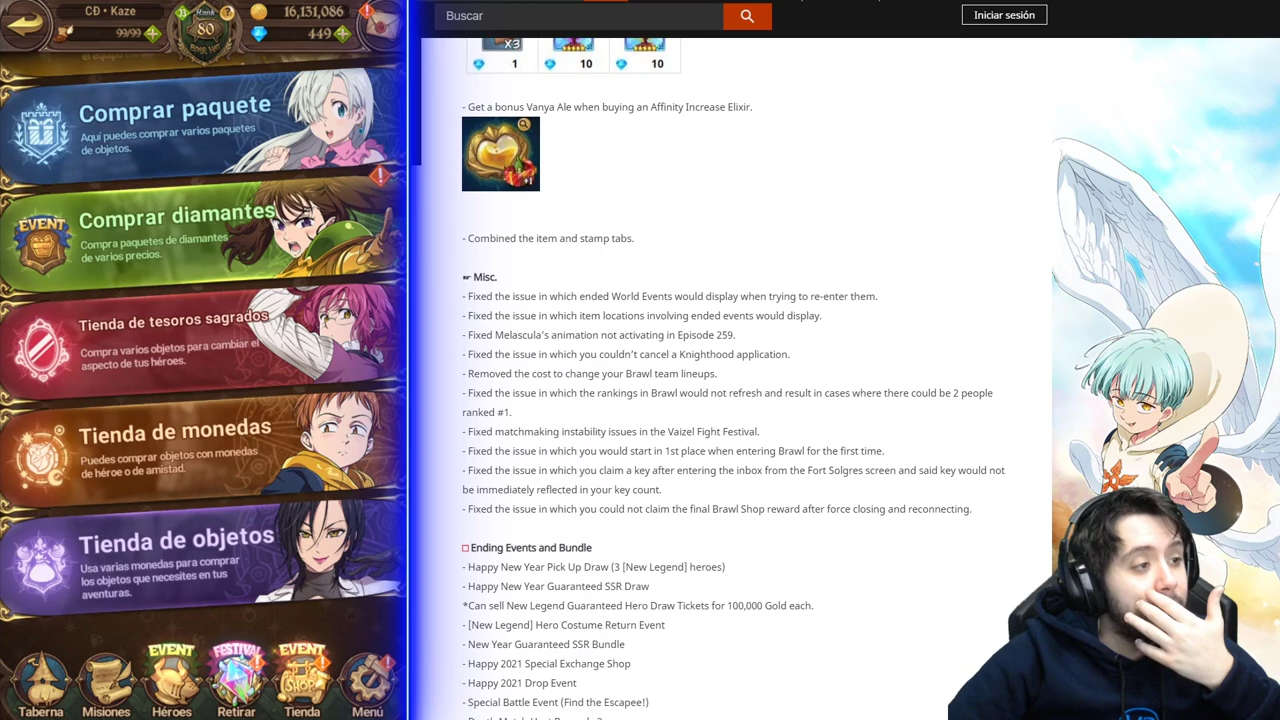 CĐ • Kaze
99/99
Rank
80
16,131,086
449
Comprar paquete
Aquí puedes comprar varios paquetes
de objetos.
EVENT
Comprar diamantes
Compra paquetes de diamantes
de varios precios.
Tienda de tesoros sagrados
Compra varios objetos para cambiar el
aspecto de tus héroes.
Tienda de monedas
Puedes comprar objetos con monedas
de héroe o de amistad.
Tienda de objetos
Usa varias monedas para comprar
los objetos que necesites en tus
aventuras.
EVENT FESTIVAL EVENT
SHOP
Taberna Misiones Héroes Retirar Tienda Menú
Buscar
Iniciar sesión
X3
1 10 10
- Get a bonus Vanya Ale when buying an Affinity Increase Elixir.
+1
- Combined the item and stamp tabs.
☛ Misc.
- Fixed the issue in which ended World Events would display when trying to re-enter them.
- Fixed the issue in which item locations involving ended events would display.
- Fixed Melascula's animation not activating in Episode 259.
- Fixed the issue in which you couldn't cancel a Knighthood application.
- Removed the cost to change your Brawl team lineups.
- Fixed the issue in which the rankings in Brawl would not refresh and result in cases where there could be 2 people
ranked #1.
- Fixed matchmaking instability issues in the Vaizel Fight Festival.
- Fixed the issue in which you would start in 1st place when entering Brawl for the first time.
- Fixed the issue in which you claim a key after entering the inbox from the Fort Solgres screen and said key would not
be immediately reflected in your key count.
- Fixed the issue in which you could not claim the final Brawl Shop reward after force closing and reconnecting.
□ Ending Events and Bundle
- Happy New Year Pick Up Draw (3 [New Legend] heroes)
- Happy New Year Guaranteed SSR Draw
*Can sell New Legend Guaranteed Hero Draw Tickets for 100,000 Gold each.
- [New Legend] Hero Costume Return Event
- New Year Guaranteed SSR Bundle
- Happy 2021 Special Exchange Shop
- Happy 2021 Drop Event
- Special Battle Event (Find the Escapee!)